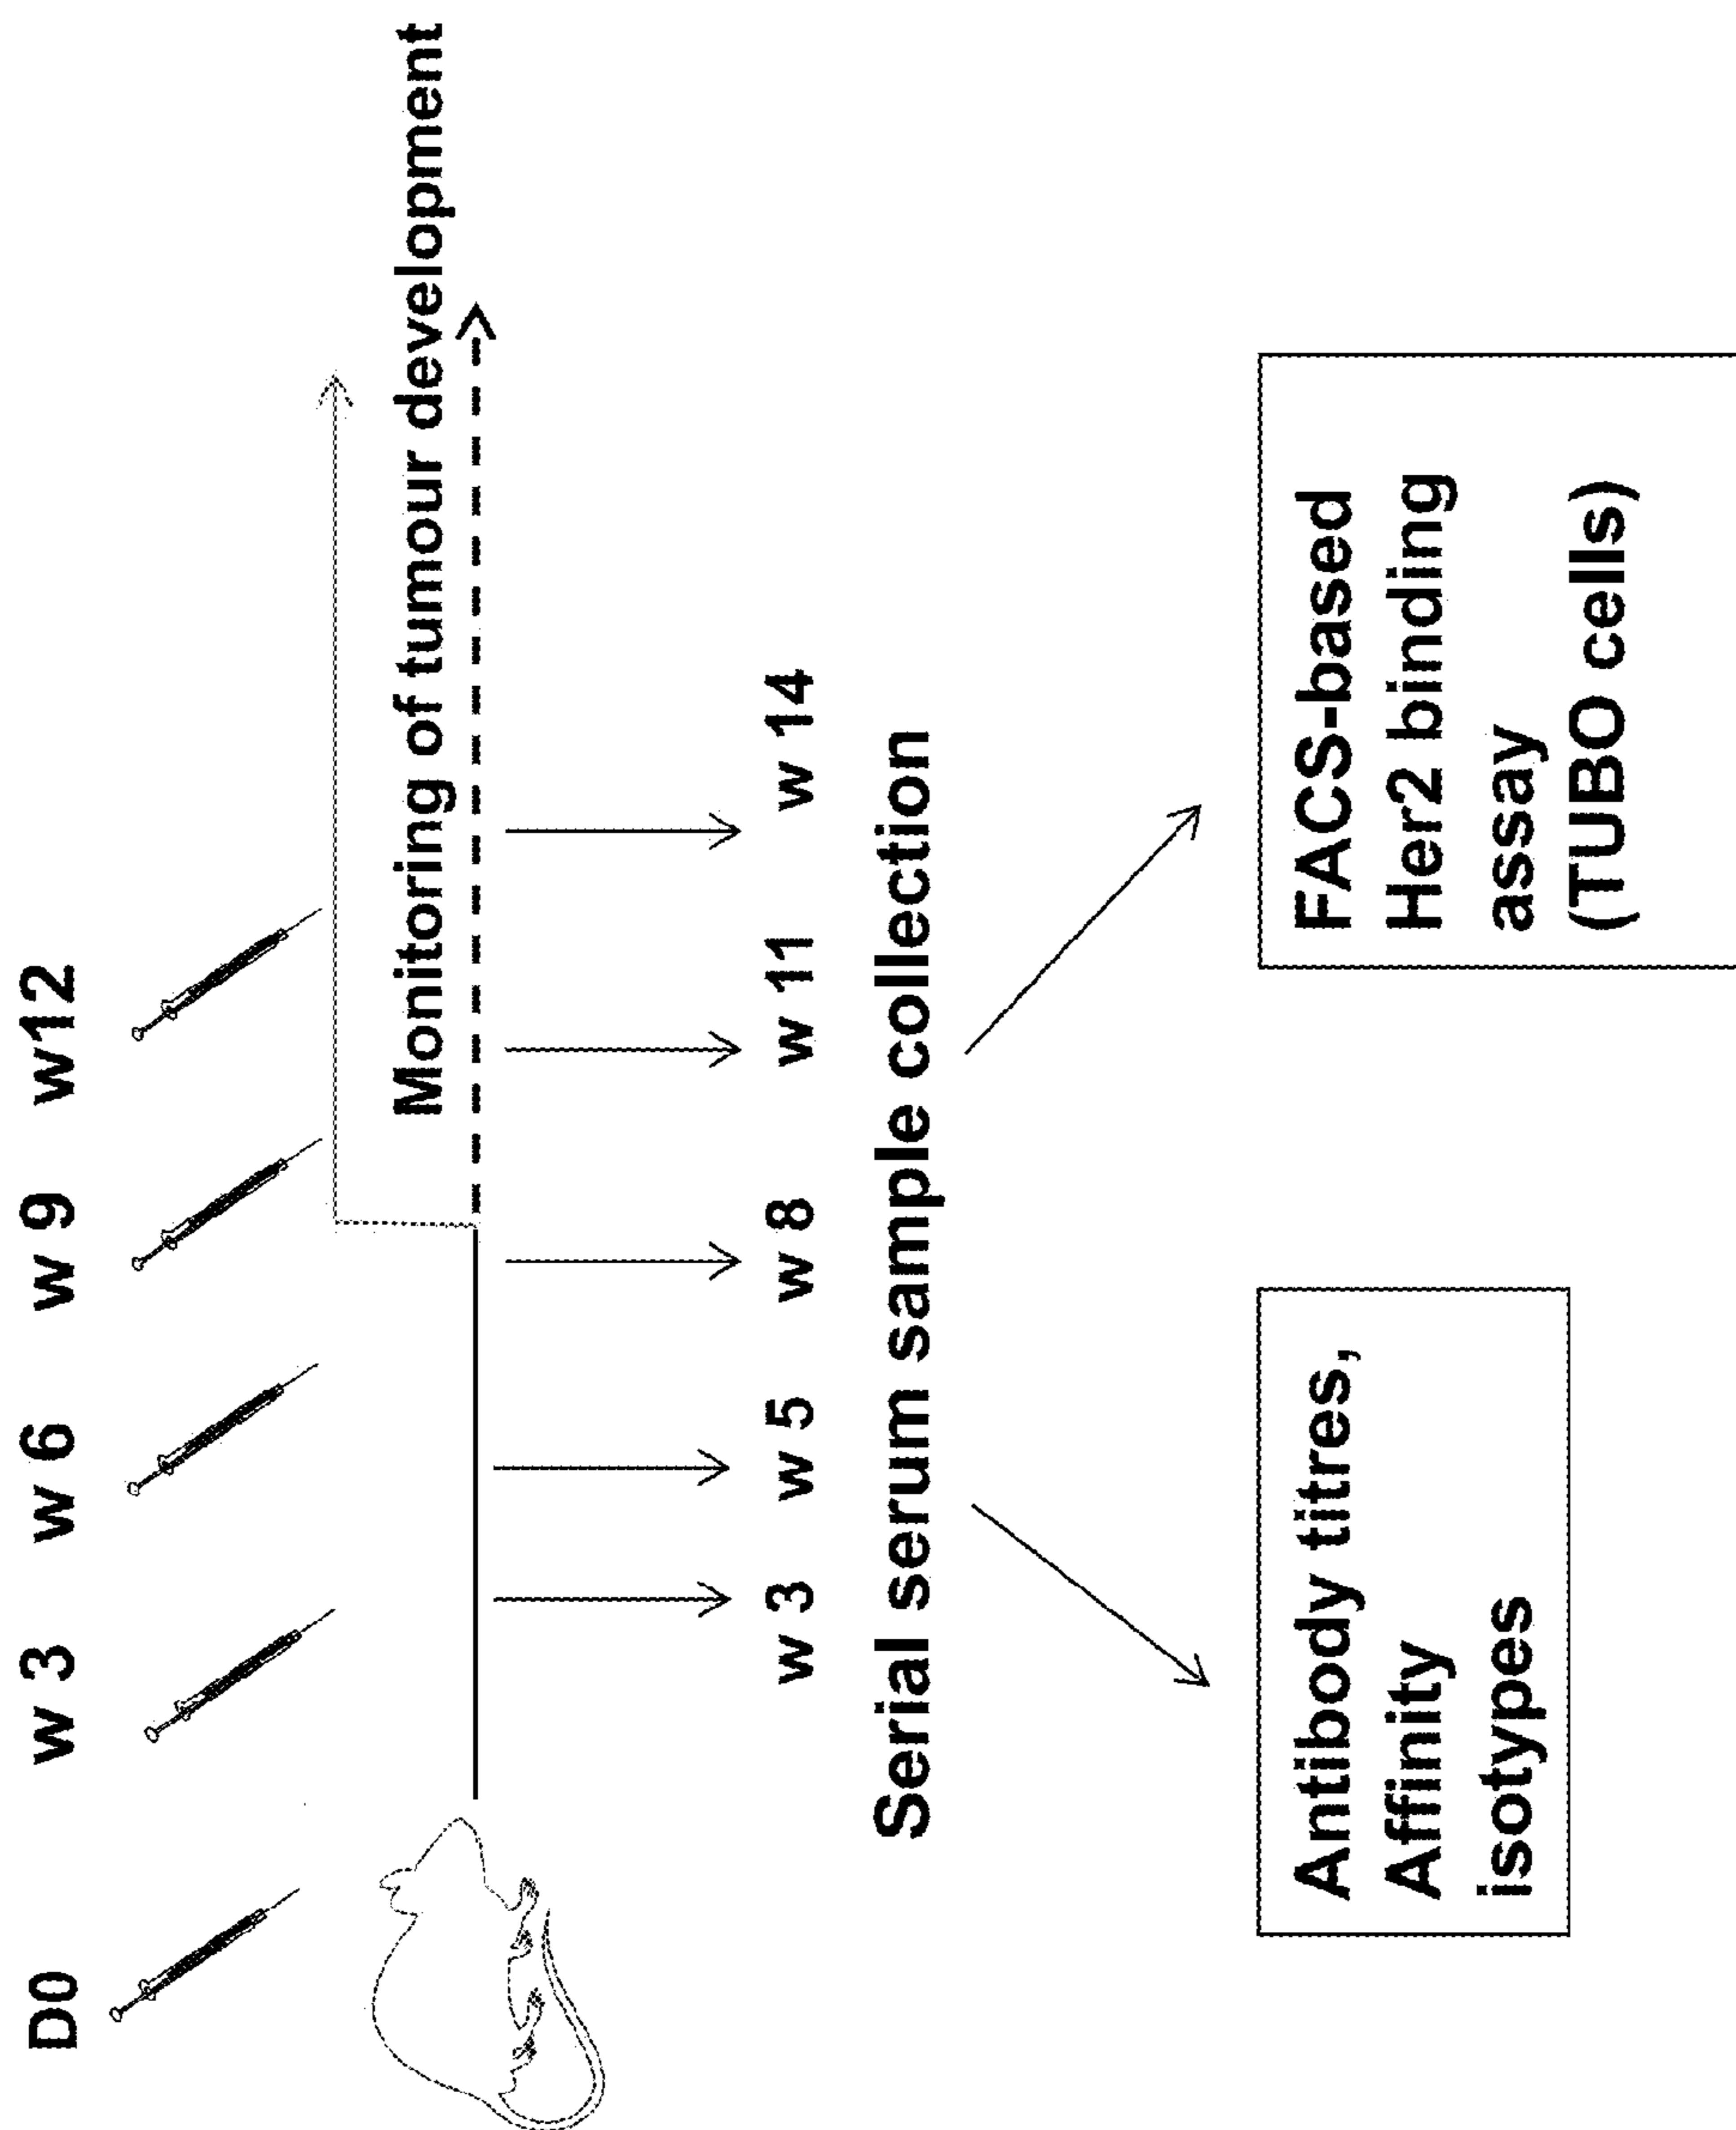 D0 w 3 w 6 w 9 w12
Monitoring of tumour development
w 3 w 5 w 8 w 11 w 14
Serial serum sample collection
Antibody titres,
Affinity
isotypes
FACS-based
Her2 binding
assay
(TUBO cells)